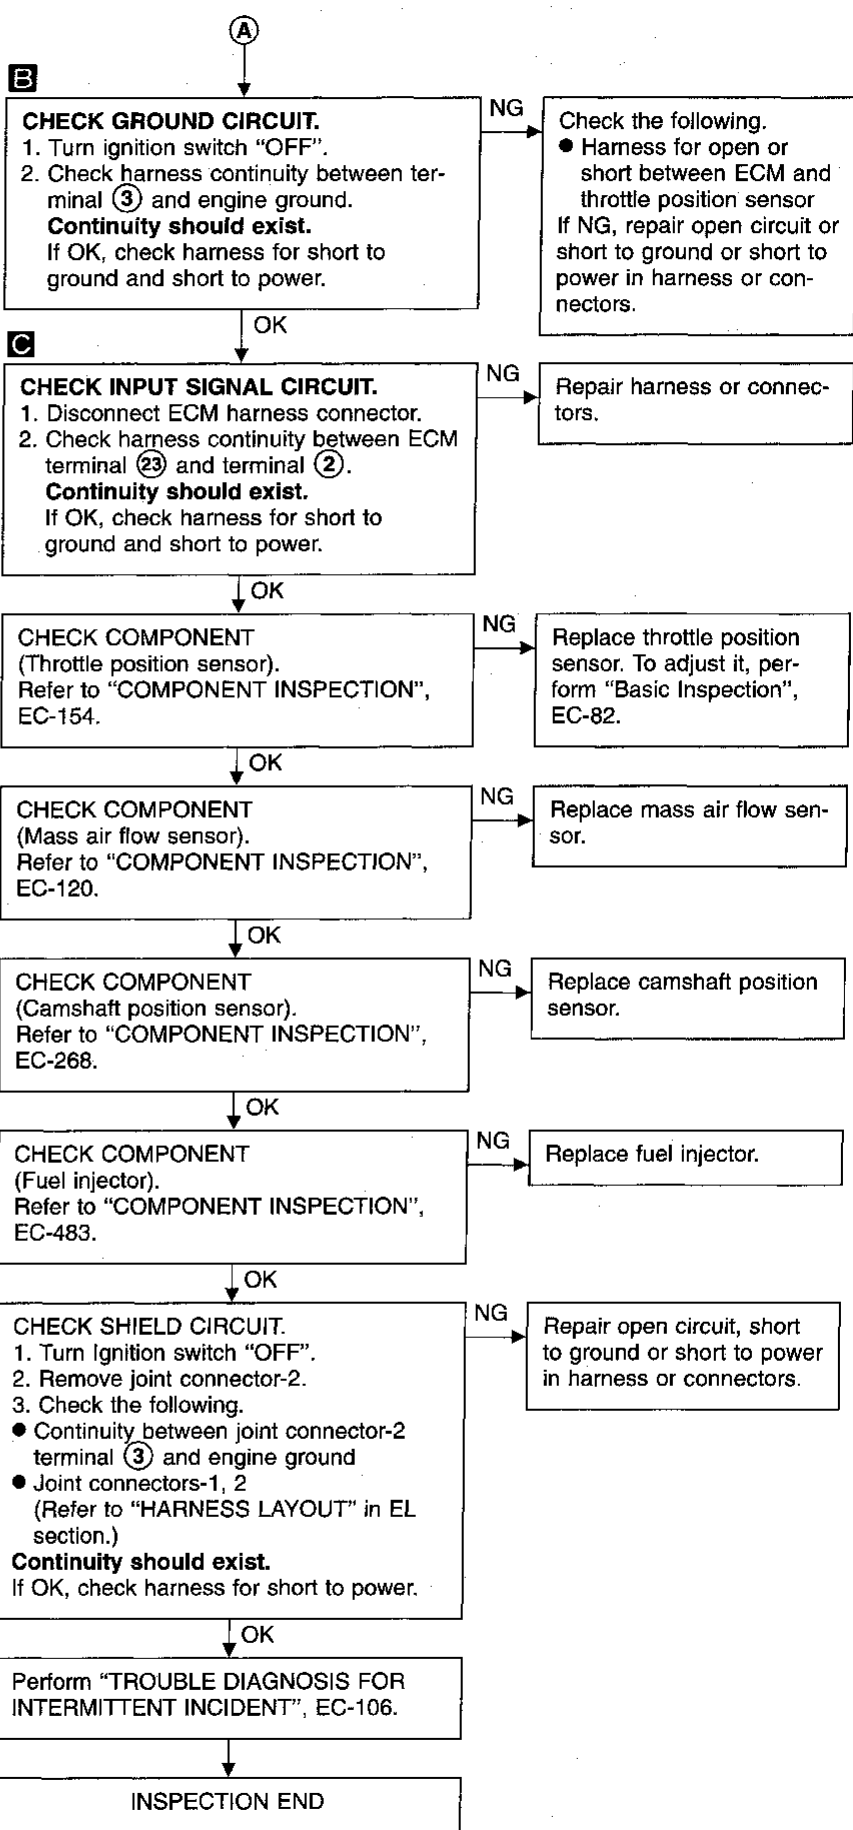 A
B
CHECK GROUND CIRCUIT.
1. Turn ignition switch “OFF”.
2. Check harness continuity between ter-
minal ③ and engine ground.
Continuity should exist.
If OK, check harness for short to
ground and short to power.
NG
Check the following.
● Harness for open or
short between ECM and
throttle position sensor
If NG, repair open circuit or
short to ground or short to
power in harness or con-
nectors.
OK
C
CHECK INPUT SIGNAL CIRCUIT.
1. Disconnect ECM harness connector.
2. Check harness continuity between ECM
terminal ㉓ and terminal ②.
Continuity should exist.
If OK, check harness for short to
ground and short to power.
NG
Repair harness or connec-
tors.
OK
CHECK COMPONENT
(Throttle position sensor).
Refer to “COMPONENT INSPECTION”,
EC-154.
NG
Replace throttle position
sensor. To adjust it, per-
form “Basic Inspection”,
EC-82.
OK
CHECK COMPONENT
(Mass air flow sensor).
Refer to “COMPONENT INSPECTION”,
EC-120.
NG
Replace mass air flow sen-
sor.
OK
CHECK COMPONENT
(Camshaft position sensor).
Refer to “COMPONENT INSPECTION”,
EC-268.
NG
Replace camshaft position
sensor.
OK
CHECK COMPONENT
(Fuel injector).
Refer to “COMPONENT INSPECTION”,
EC-483.
NG
Replace fuel injector.
OK
CHECK SHIELD CIRCUIT.
1. Turn Ignition switch “OFF”.
2. Remove joint connector-2.
3. Check the following.
● Continuity between joint connector-2
terminal ③ and engine ground
● Joint connectors-1, 2
(Refer to “HARNESS LAYOUT” in EL
section.)
Continuity should exist.
If OK, check harness for short to power.
NG
Repair open circuit, short
to ground or short to power
in harness or connectors.
OK
Perform “TROUBLE DIAGNOSIS FOR
INTERMITTENT INCIDENT”, EC-106.
INSPECTION END